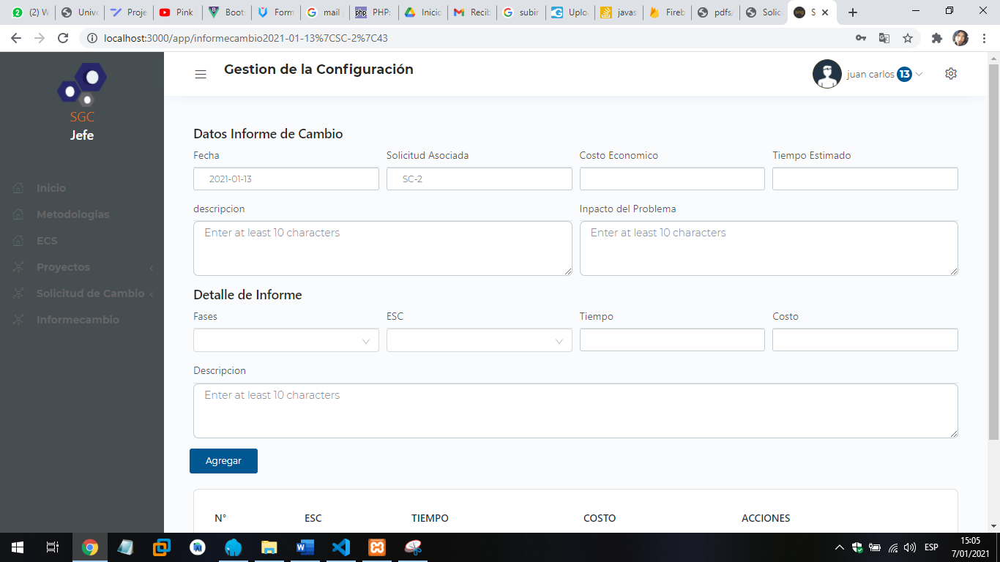 (2) W
Unive
Proje
Pink
Boot
Form
mail
php
PHP:
Inicio
Recib
subir
Uplo
javas
Fireb
pdfs
Solic
S
localhost:3000/app/informecambio2021-01-13%7CSC-2%7C43
SGC
Jefe
Inicio
Metodologias
ECS
Proyectos
Solicitud de Cambio
Informecambio
Gestion de la Configuración
juan carlos 13
Datos Informe de Cambio
Fecha Solicitud Asociada Costo Economico Tiempo Estimado
2021-01-13 SC-2
descripcion Inpacto del Problema
Enter at least 10 characters Enter at least 10 characters
Detalle de Informe
Fases ESC Tiempo Costo
Descripcion
Enter at least 10 characters
Agregar
N° ESC TIEMPO COSTO ACCIONES
ESP
15:05
7/01/2021